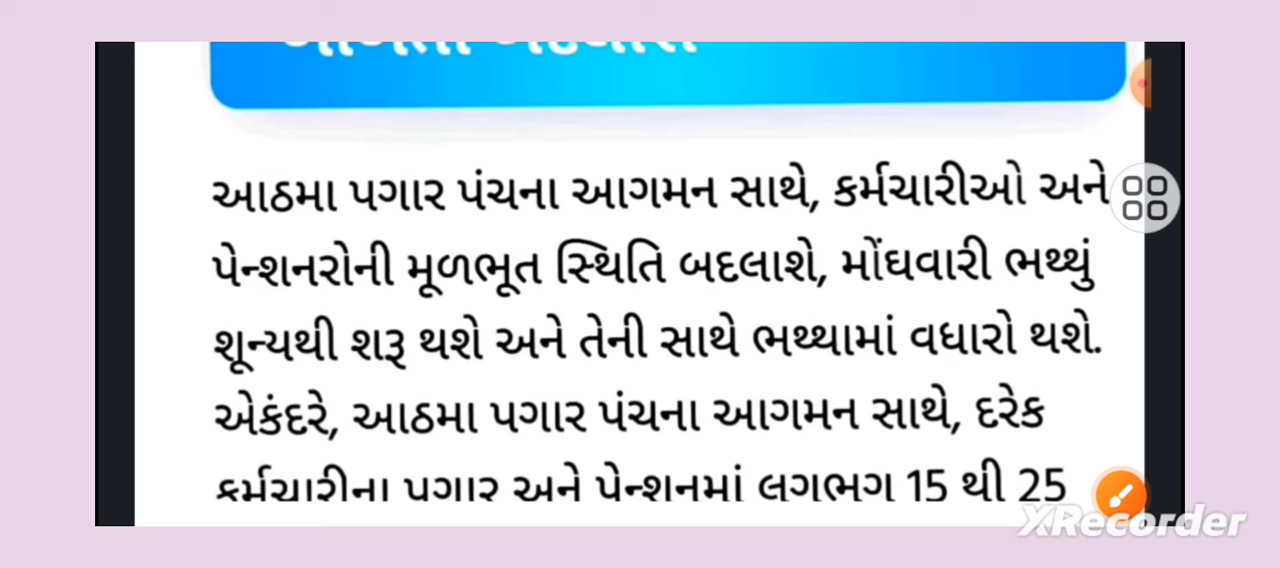 આઠમા પગાર પંચના આગમન સાથે, કર્મચારીઓ અને
પેન્શનરોની મૂળભૂત સ્થિતિ બદલાશે, મોંઘવારી ભથ્થું
શૂન્યથી શરૂ થશે અને તેની સાથે ભથ્થામાં વધારો થશે.
એકંદરે, આઠમા પગાર પંચના આગમન સાથે, દરેક
કર્મચારીના પગાર અને પેન્શનમાં લગભગ 15 થી 25
XRecorder